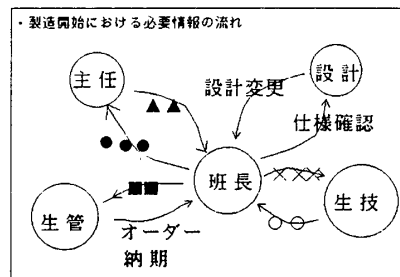 ・製造開始における必要情報の流れ
主任
▲▲
設計変更
設計
仕様確認
●●●
班長
■■
×××
生管
オーダー
納期
○○
生技